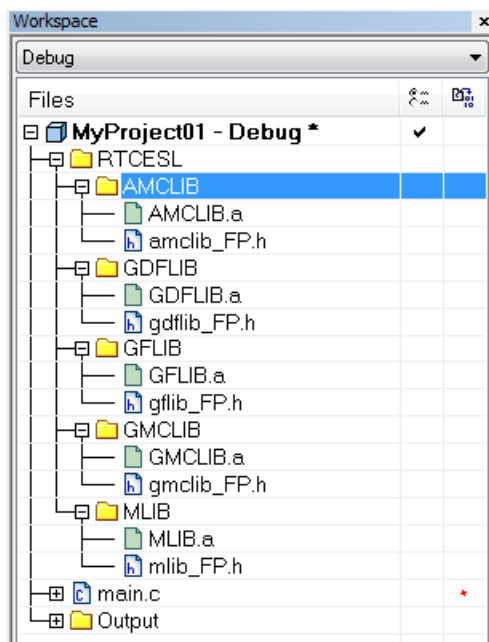 Workspace
Debug
Files
MyProject01 - Debug *
RTCESL
AMCLIB
AMCLIB.a
amclib_FP.h
GDFLIB
GDFLIB.a
gdflib_FP.h
GFLIB
GFLIB.a
gflib_FP.h
GMCLIB
GMCLIB.a
gmclib_FP.h
MLIB
MLIB.a
mlib_FP.h
main.c
Output